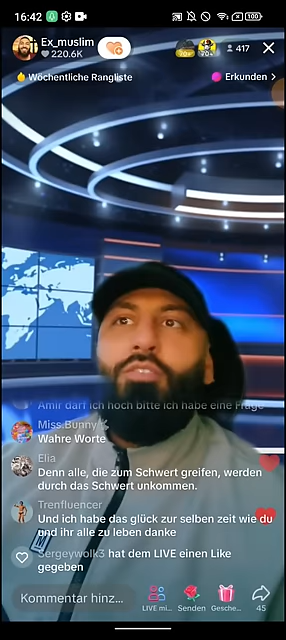 16:42
100
Ex_muslim
220.6K
70+
70+
417
Wöchentliche Rangliste
Erkunden >
Amir darf ich hoch bitte ich habe eine Frage
Miss Bunny
Wahre Worte
Elia
Denn alle, die zum Schwert greifen, werden
durch das Schwert umkommen.
Trenfluencer
Und ich habe das glück zur selben zeit wie du
und ihr alle zu leben danke
Sergeywolk3 hat dem LIVE einen Like
gegeben
Kommentar hinz...
LIVE mi...
Senden
Gesche...
45